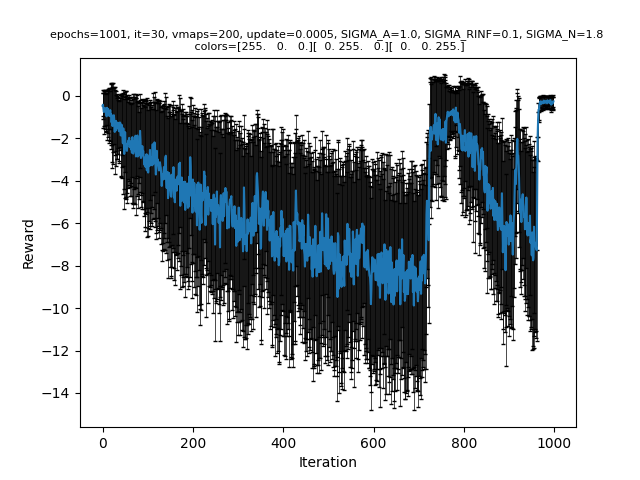 epochs=1001, it=30, vmaps=200, update=0.0005, SIGMA_A=1.0, SIGMA_RINF=0.1, SIGMA_N=1.8
colors=[255.   0.   0.][  0. 255.   0.][  0.   0. 255.]
0
−2
−4
−6
−8
−10
−12
−14
Reward
0 200 400 600 800 1000
Iteration